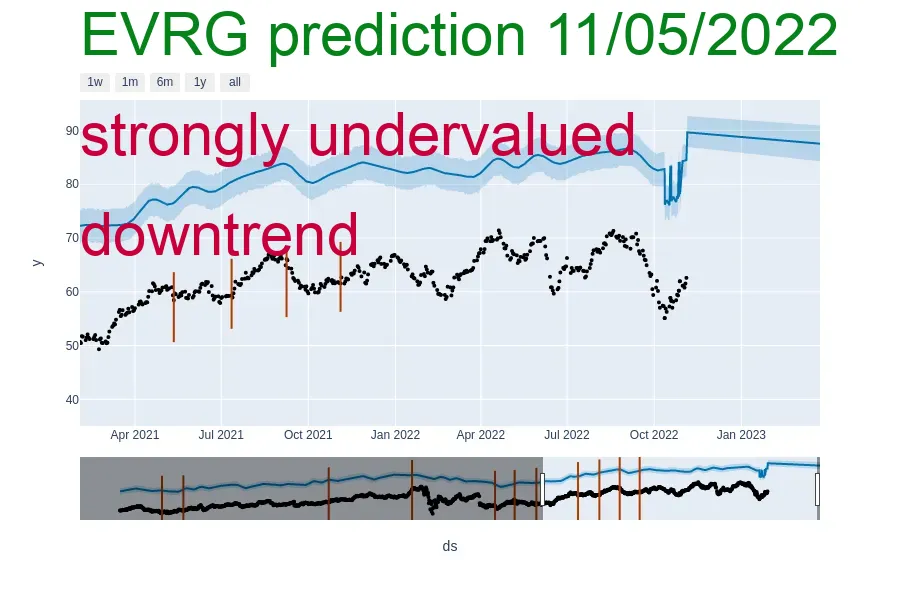 EVRG prediction 11/05/2022
1w 1m 6m 1y all
strongly undervalued
downtrend
90
80
70
60
50
40
y
Apr 2021 Jul 2021 Oct 2021 Jan 2022 Apr 2022 Jul 2022 Oct 2022 Jan 2023
ds